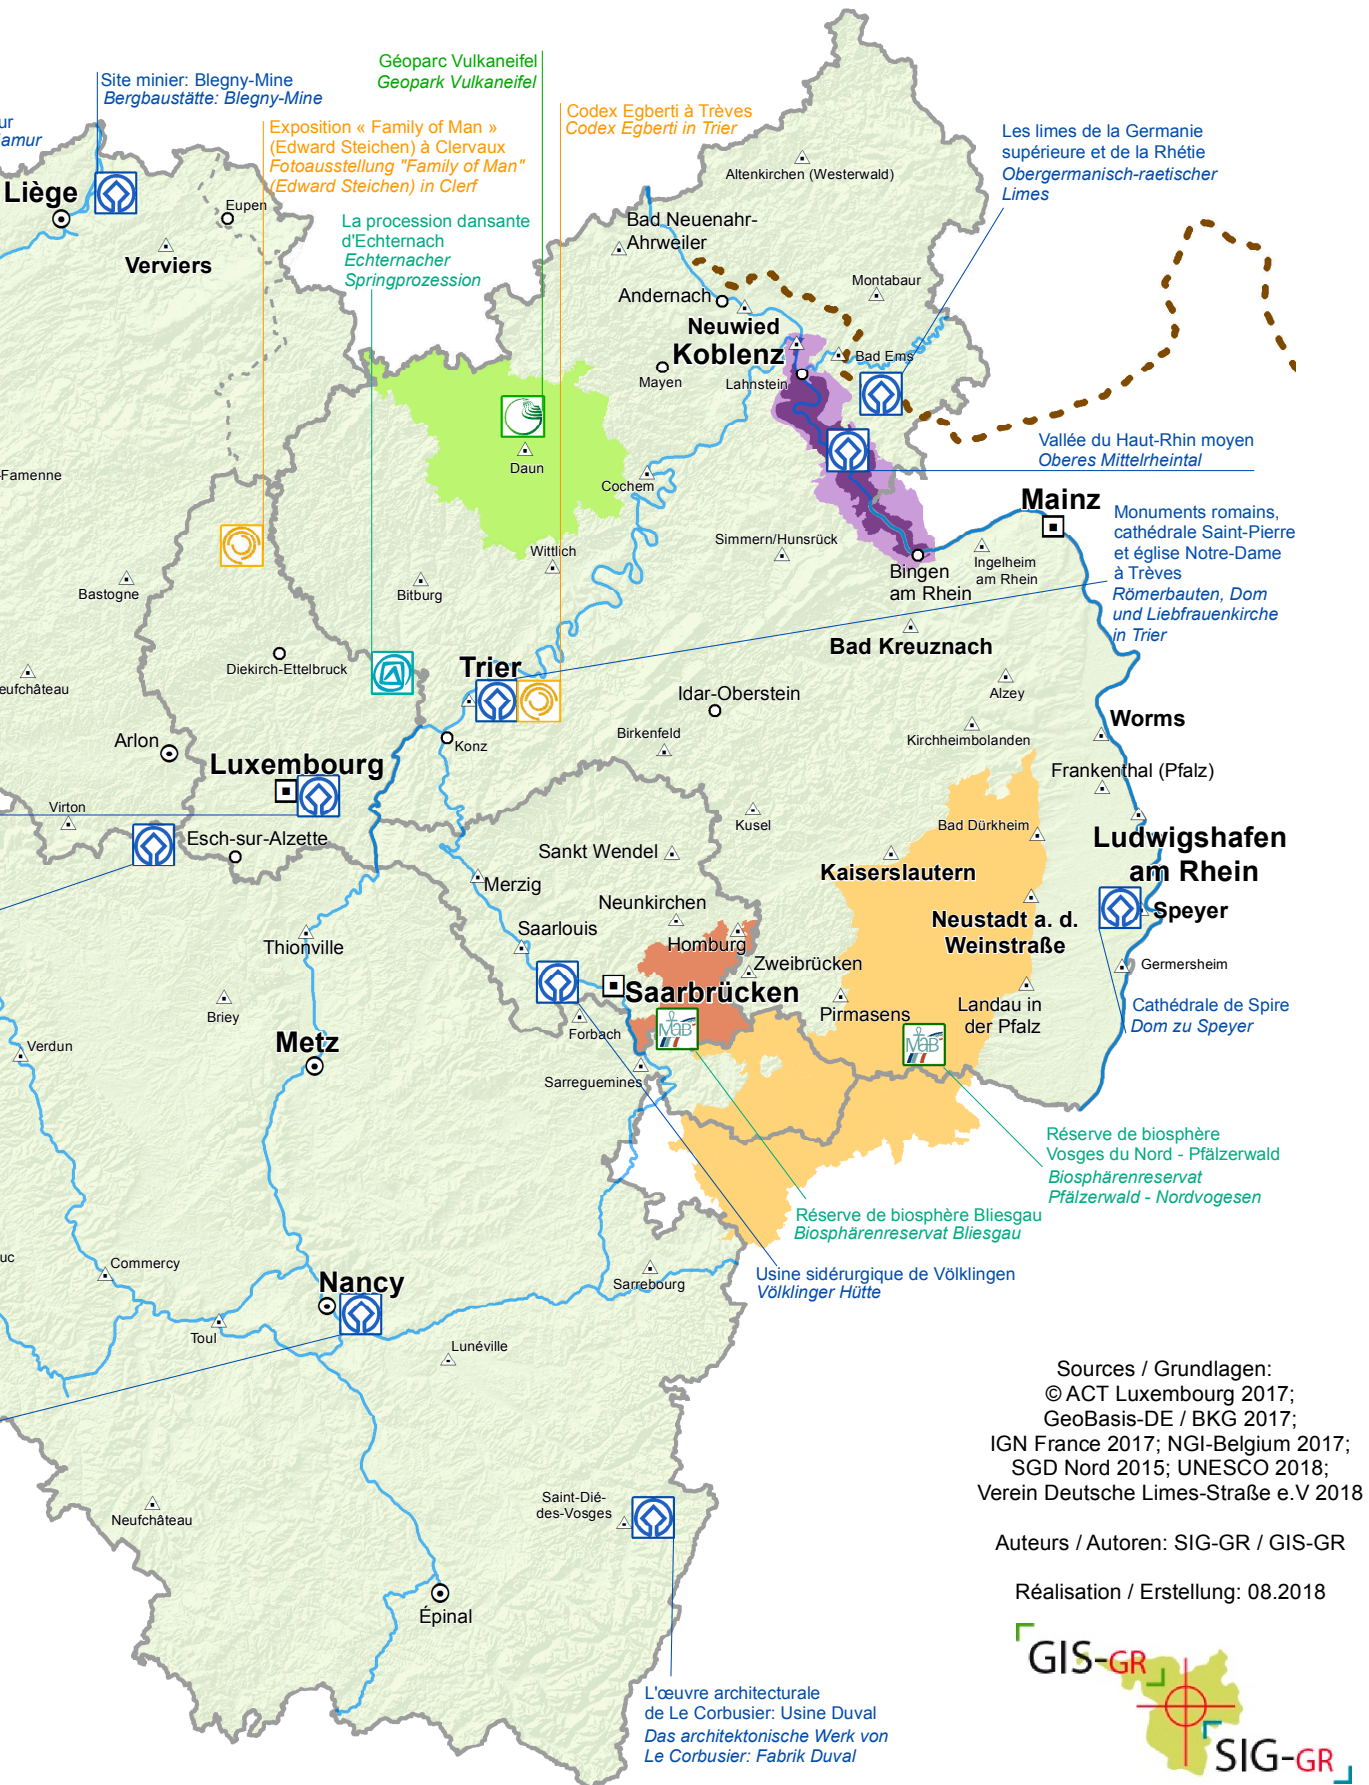 Géoparc Vulkaneifel
Geopark Vulkaneifel
Site minier: Blegny-Mine
Bergbaustätte: Blegny-Mine
ur
amur
Exposition « Family of Man »
(Edward Steichen) à Clervaux
Fotoausstellung "Family of Man"
(Edward Steichen) in Clerf
Codex Egberti à Trèves
Codex Egberti in Trier
Les limes de la Germanie
supérieure et de la Rhétie
Obergermanisch-raetischer
Limes
La procession dansante
d'Echternach
Echternacher
Springprozession
Liège
Eupen
Verviers
Altenkirchen (Westerwald)
Bad Neuenahr-
Ahrweiler
Andernach
Montabaur
Neuwied
Koblenz
Bad Ems
Mayen
Lahnstein
Vallée du Haut-Rhin moyen
Oberes Mittelrheintal
-Famenne
Daun
Cochem
Mainz
Monuments romains,
cathédrale Saint-Pierre
et église Notre-Dame
à Trèves
Römerbauten, Dom
und Liebfrauenkirche
in Trier
Simmern/Hunsrück
Wittlich
Ingelheim
am Rhein
Bingen
am Rhein
Bastogne
Bitburg
Bad Kreuznach
Diekirch-Ettelbruck
Trier
eufchâteau
Idar-Oberstein
Alzey
Worms
Birkenfeld
Kirchheimbolanden
Arlon
Konz
Luxembourg
Frankenthal (Pfalz)
Virton
Kusel
Bad Dürkheim
Esch-sur-Alzette
Sankt Wendel
Ludwigshafen
am Rhein
Kaiserslautern
Merzig
Neunkirchen
Neustadt a. d.
Weinstraße
Speyer
Saarlouis
Thionville
Homburg
Zweibrücken
Germersheim
Saarbrücken
Briey
Pirmasens
Landau in
der Pfalz
Cathédrale de Spire
Dom zu Speyer
Forbach
MaB
MaB
Verdun
Metz
Sarreguemines
Réserve de biosphère
Vosges du Nord - Pfälzerwald
Biosphärenreservat
Pfälzerwald - Nordvogesen
Réserve de biosphère Bliesgau
Biosphärenreservat Bliesgau
uc
Commercy
Usine sidérurgique de Völklingen
Völklinger Hütte
Nancy
Sarrebourg
Toul
Lunéville
Sources / Grundlagen:
© ACT Luxembourg 2017;
GeoBasis-DE / BKG 2017;
IGN France 2017; NGI-Belgium 2017;
SGD Nord 2015; UNESCO 2018;
Verein Deutsche Limes-Straße e.V 2018
Neufchâteau
Saint-Dié-
des-Vosges
Auteurs / Autoren: SIG-GR / GIS-GR
Réalisation / Erstellung: 08.2018
Épinal
GIS-GR
SIG-GR
L'œuvre architecturale
de Le Corbusier: Usine Duval
Das architektonische Werk von
Le Corbusier: Fabrik Duval